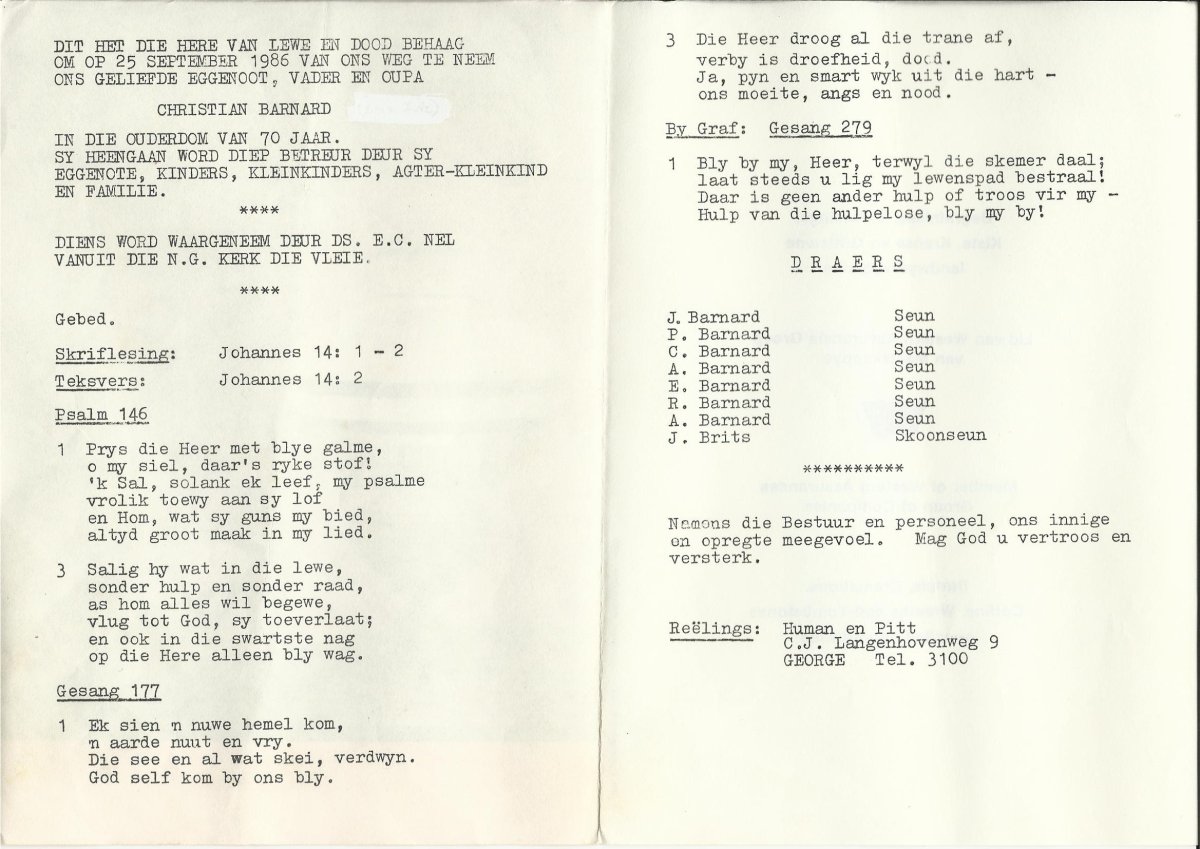 DIT HET DIE HERE VAN LEWE EN DOOD BEHAAG
OM OP 25 SEPTEMBER 1986 VAN ONS WEG TE NEEM
ONS GELIEFDE EGGENOOT, VADER EN OUPA
CHRISTIAN BARNARD
IN DIE OUDERDOM VAN 70 JAAR.
SY HEENGAAN WORD DIEP BETREUR DEUR SY
EGGENOTE, KINDERS, KLEINKINDERS, AGTER-KLEINKIND
EN FAMILIE.
****
DIENS WORD WAARGENEEM DEUR DS. E.C. NEL
VANUIT DIE N.G. KERK DIE VLEIE.
****
Gebed.
Skriflesing: Johannes 14: 1 - 2
Teksvers: Johannes 14: 2
Psalm 146
1 Prys die Heer met blye galme,
o my siel, daar's ryke stof!
'k Sal, solank ek leef, my psalme
vrolik toewy aan sy lof
en Hom, wat sy guns my bied,
altyd groot maak in my lied.
3 Salig hy wat in die lewe,
sonder hulp en sonder raad,
as hom alles wil begewe,
vlug tot God, sy toeverlaat;
en ook in die swartste nag
op die Here alleen bly wag.
Gesang 177
1 Ek sien 'n nuwe hemel kom,
'n aarde nuut en vry.
Die see en al wat skei, verdwyn.
God self kom by ons bly.
3 Die Heer droog al die trane af,
verby is droefheid, dood.
Ja, pyn en smart wyk uit die hart -
ons moeite, angs en nood.
By Graf: Gesang 279
1 Bly by my, Heer, terwyl die skemer daal;
laat steeds u lig my lewenspad bestraal!
Daar is geen ander hulp of troos vir my -
Hulp van die hulpelose, bly my by!
D R A E R S
J. Barnard Seun
P. Barnard Seun
C. Barnard Seun
A. Barnard Seun
E. Barnard Seun
R. Barnard Seun
A. Barnard Seun
J. Brits Skoonseun
**********
Namens die Bestuur en personeel, ons innige
en opregte meegevoel. Mag God u vertroos en
versterk.
Reëlings: Human en Pitt
C.J. Langenhovenweg 9
GEORGE Tel. 3100